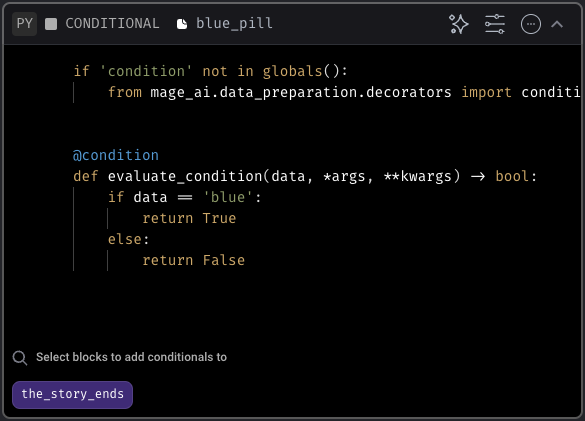 PY CONDITIONAL blue_pill
if 'condition' not in globals():
from mage_ai.data_preparation.decorators import conditi
@condition
def evaluate_condition(data, *args, **kwargs) -> bool:
if data == 'blue':
return True
else:
return False
Select blocks to add conditionals to
the_story_ends